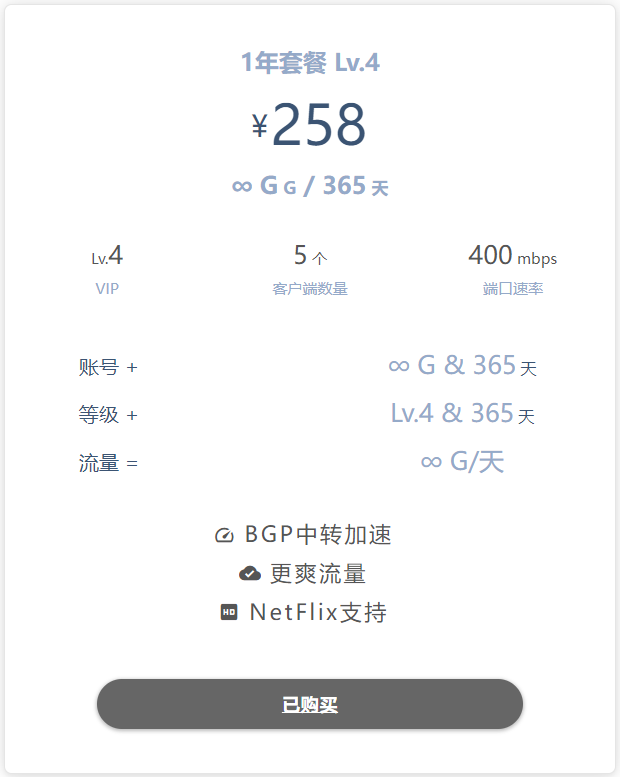 1年套餐 Lv.4
¥258
∞ G G / 365 天
Lv.4 5 个 400 mbps
VIP 客户端数量 端口速率
账号 + ∞ G & 365 天
等级 + Lv.4 & 365 天
流量 = ∞ G/天
BGP中转加速
更爽流量
HD NetFlix支持
已购买